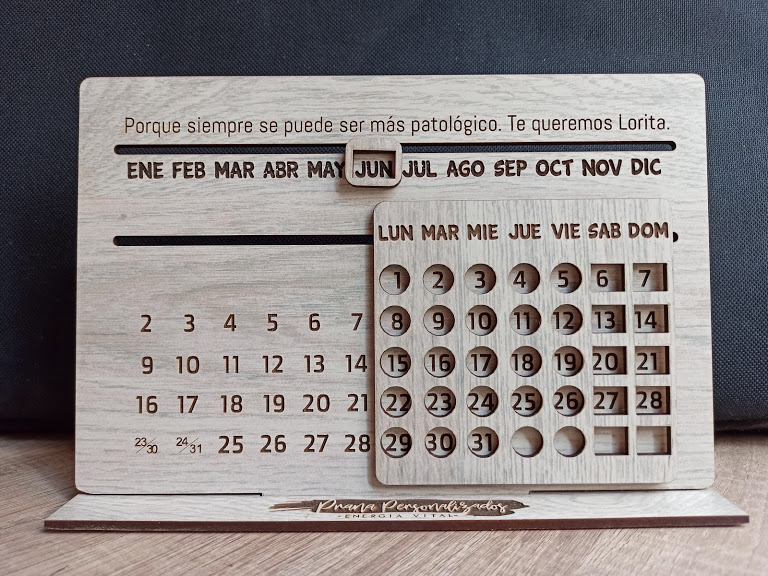 Porque siempre se puede ser más patológico. Te queremos Lorita.
ENE FEB MAR ABR MAY JUN JUL AGO SEP OCT NOV DIC
LUN MAR MIE JUE VIE SAB DOM
1 2 3 4 5 6 7
2 3 4 5 6 7 8 9 10 11 12 13 14
9 10 11 12 13 14 15 16 17 18 19 20 21
16 17 18 19 20 21 22 23 24 25 26 27 28
23/30 24/31 25 26 27 28 29 30 31
Prana Personalizados
-ENERGIA VITAL-